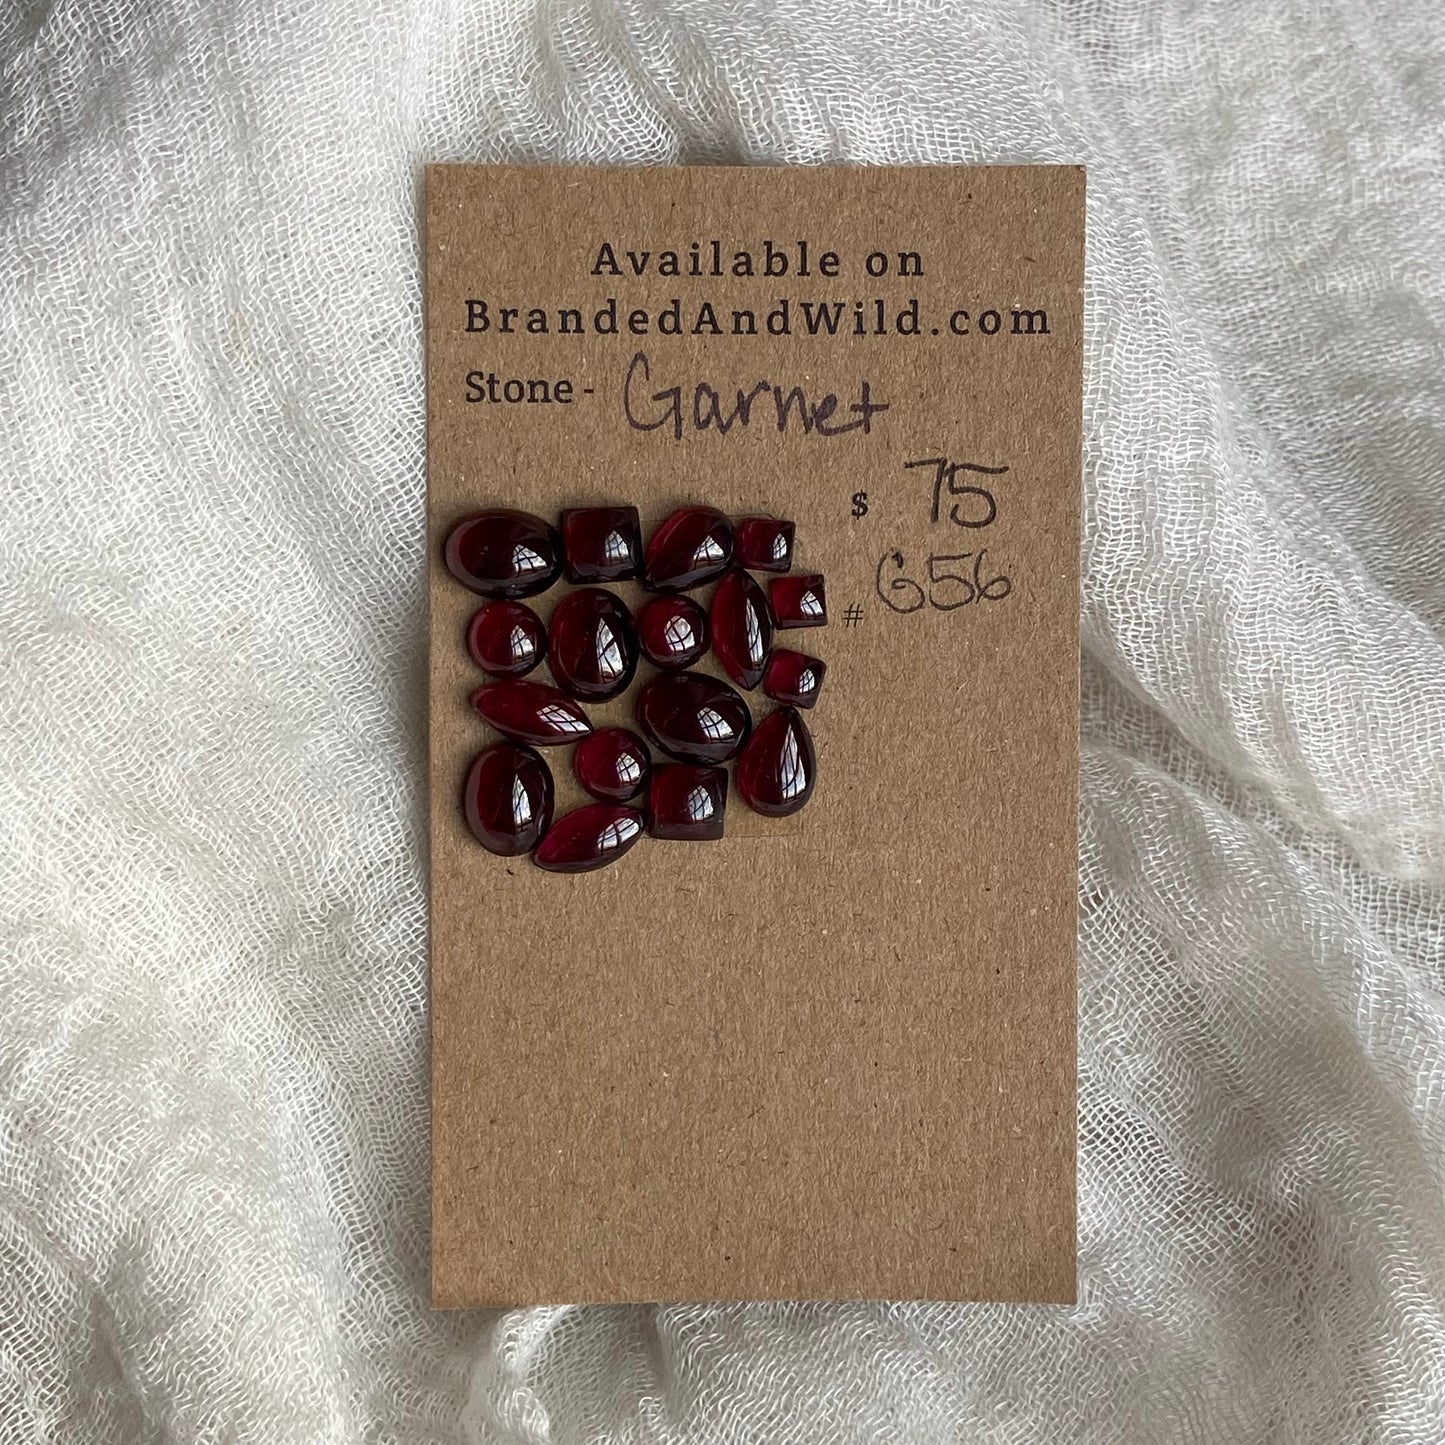 Available on
BrandedAndWild.com
Stone - Garnet
$ 75
# G56